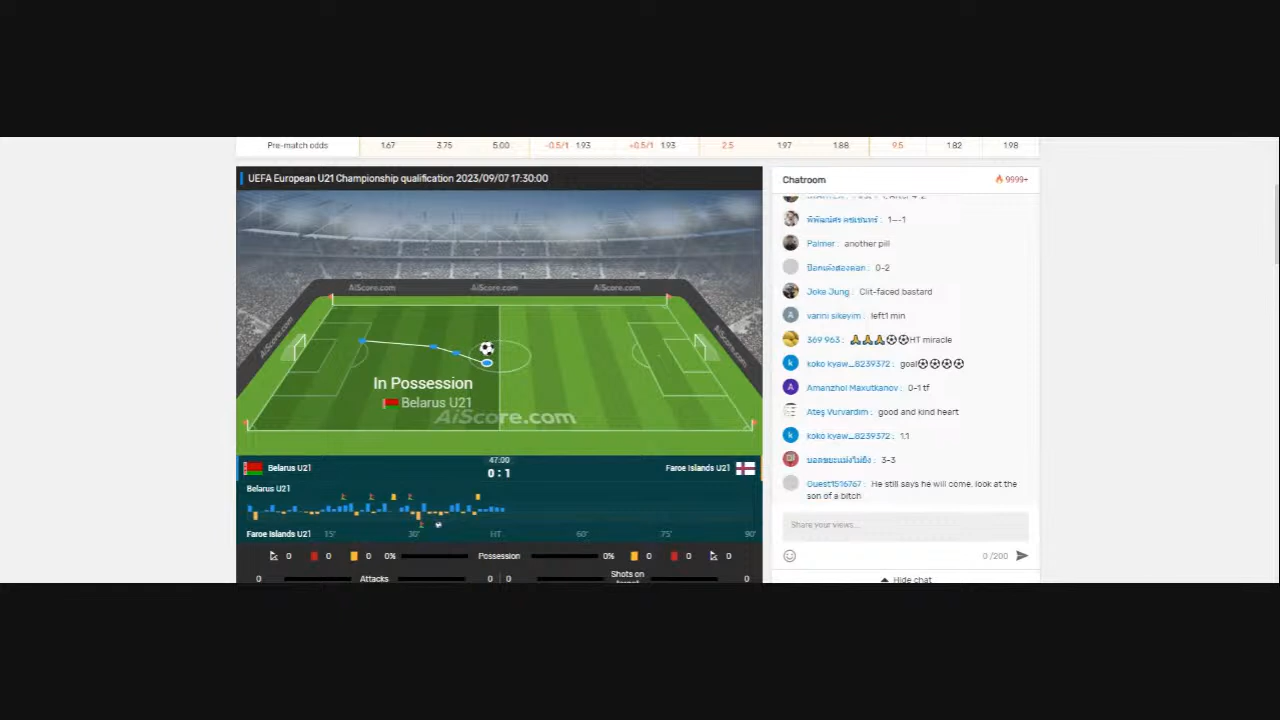 Pre-match odds 1.67 3.75 5.00 -0.5/1 1.93 +0.5/1 1.93 2.5 1.97 1.88 9.5 1.82 1.98
UEFA European U21 Championship qualification 2023/09/07 17:30:00
AiScore.com AiScore.com AiScore.com
AiScore.com
AiScore.com
In Possession
Belarus U21
AiScore.com
47:00
Belarus U21 0 : 1 Faroe Islands U21
Belarus U21
Faroe Islands U21 15' 30' HT 60' 75' 90'
0 0 0 0% Possession 0% 0 0 0
0 Attacks 0 0 Shots on 0
Chatroom 9999+
1--1
Palmer : another pill
0-2
Joke Jung : Clit-faced bastard
vanni sikeyim : left1 min
369 963 : 🙏🙏🙏⚽⚽HT miracle
koko kyaw_8239372 : goal⚽⚽⚽⚽
Amanzhol Maxutkanov : 0-1 tf
Ateş Vurvardım : good and kind heart
koko kyaw_8239372 : 1.1
3-3
Guest1516767 : He still says he will come, look at the
son of a bitch
Share your views...
0 /200
Hide chat